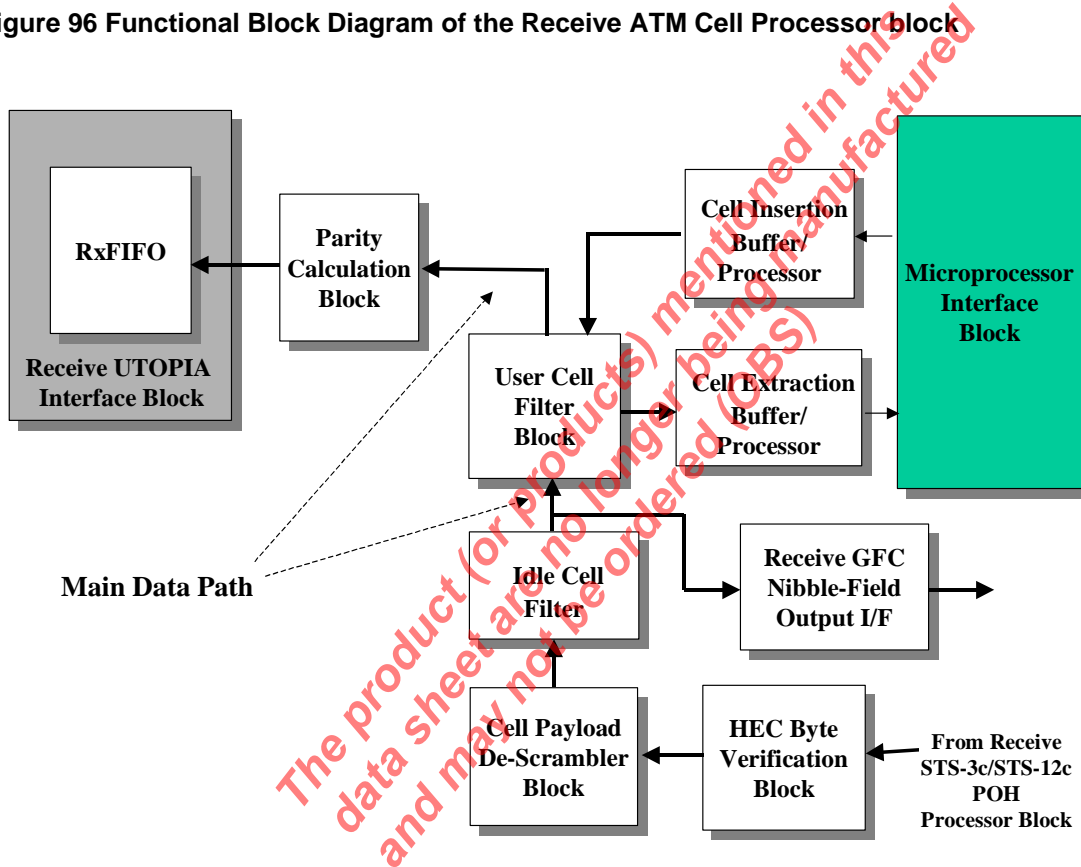 igure 96 Functional Block Diagram of the Receive ATM Cell Processor block
RxFIFO
Receive UTOPIA
Interface Block
Parity
Calculation
Block
Cell Insertion
Buffer/
Processor
Microprocessor
Interface
Block
User Cell
Filter
Block
Cell Extraction
Buffer/
Processor
Main Data Path
Idle Cell
Filter
Receive GFC
Nibble-Field
Output I/F
Cell Payload
De-Scrambler
Block
HEC Byte
Verification
Block
From Receive
STS-3c/STS-12c
POH
Processor Block
The product (or products) mentioned in this
data sheet are no longer being manufactured
and may not be ordered (OBS)